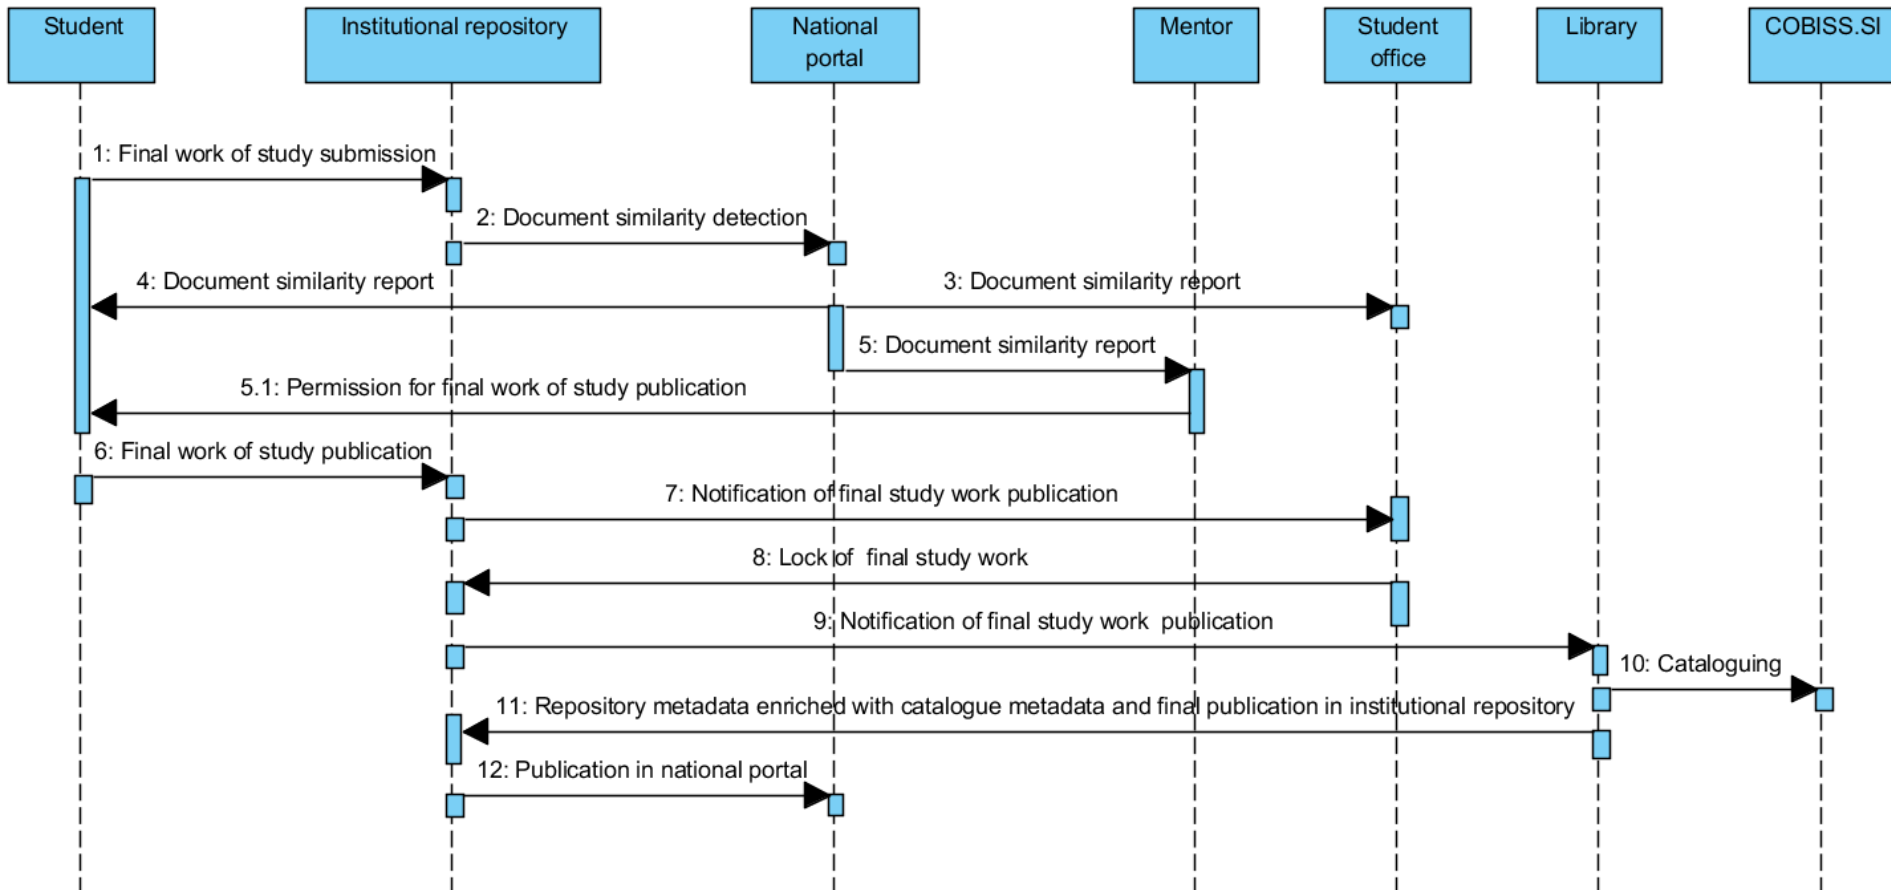 Student
Institutional repository
National
portal
Mentor
Student
office
Library
COBISS.SI
1: Final work of study submission
2: Document similarity detection
4: Document similarity report
3: Document similarity report
5: Document similarity report
5.1: Permission for final work of study publication
6: Final work of study publication
7: Notification of final study work publication
8: Lock of  final study work
9: Notification of final study work  publication
10: Cataloguing
11: Repository metadata enriched with catalogue metadata and final publication in institutional repository
12: Publication in national portal